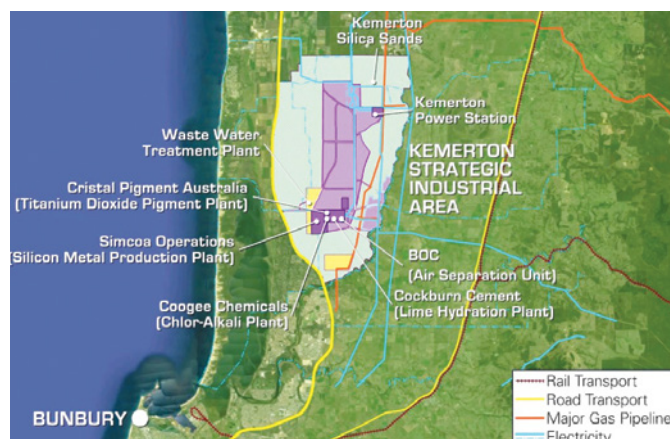 Kemerton
Silica Sands
Kemerton
Power Station
Waste Water
Treatment Plant
KEMERTON
STRATEGIC
INDUSTRIAL
AREA
Cristal Pigment Australia
(Titanium Dioxide Pigment Plant)
Simcoa Operations
(Silicon Metal Production Plant)
BOC
(Air Separation Unit)
Coogee Chemicals
(Chlor-Alkali Plant)
Cockburn Cement
(Lime Hydration Plant)
BUNBURY
Rail Transport
Road Transport
Major Gas Pipeline
Electricity